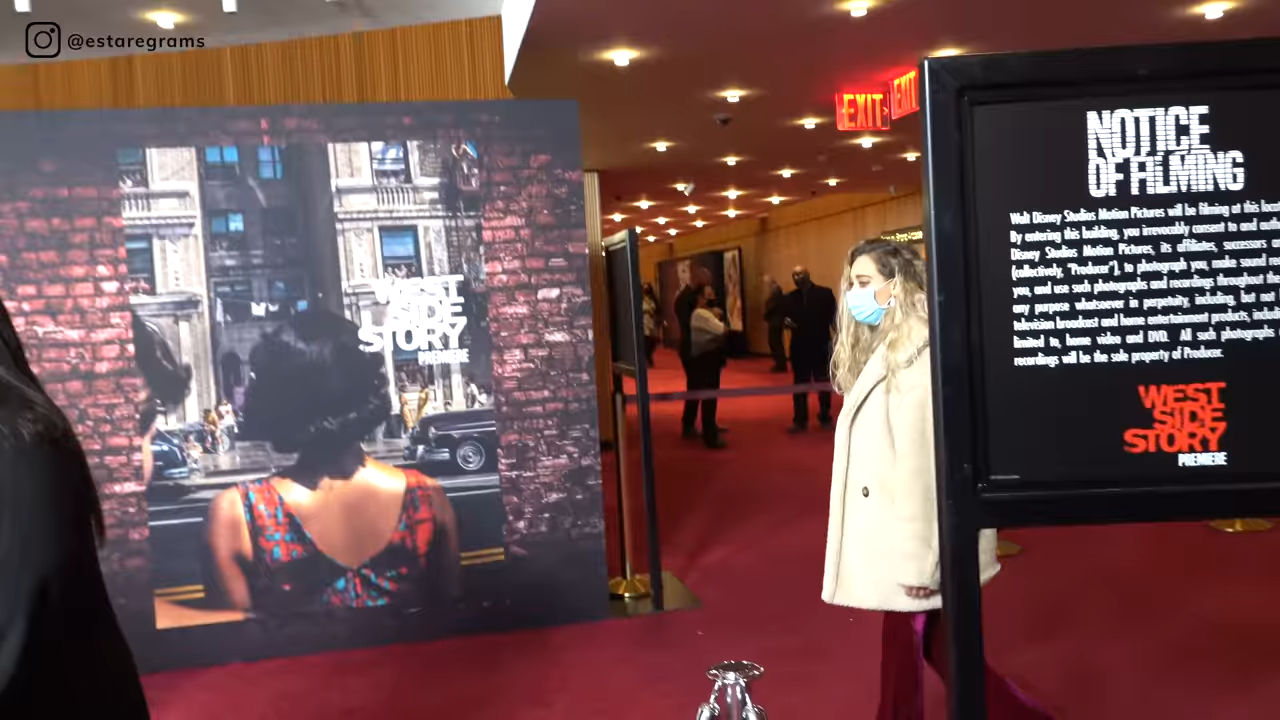 @estaregrams
EXIT
EXIT
WEST
SIDE
STORY
PREMIERE
NOTICE
OF FILMING
Walt Disney Studios Motion Pictures will be filming at this
By entering this building, you irrevocably consent to and
Disney Studios Motion Pictures, its affiliates, successors
(collectively, "Producer"), to photograph you, make sound
you, and use such photographs and recordings throughout
any purpose whatsoever in perpetuity, including, but not
television broadcast and home entertainment products,
limited to, home video and DVD. All such photographs
recordings will be the sole property of Producer.
WEST
SIDE
STORY
PREMIERE